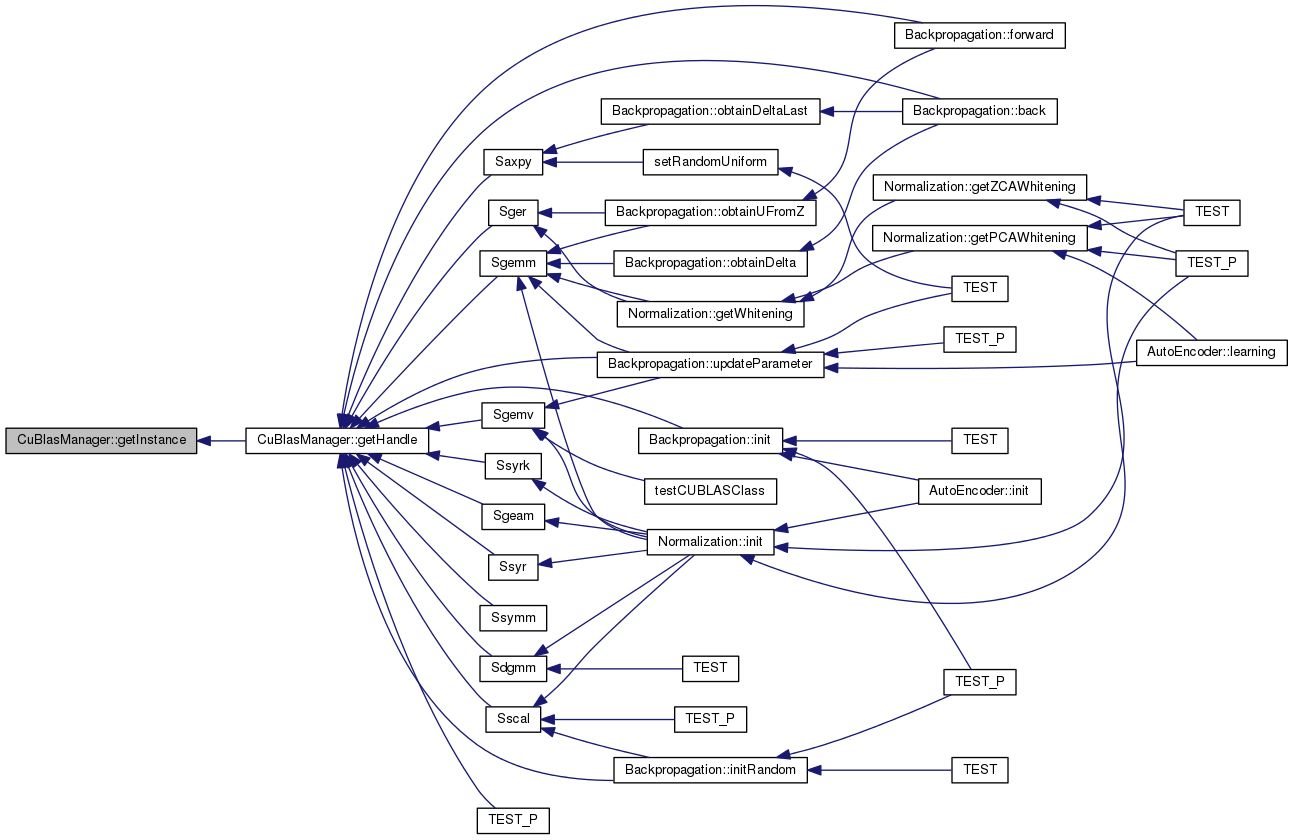 Backpropagation::forward
Backpropagation::obtainDeltaLast
Backpropagation::back
Saxpy
setRandomUniform
Normalization::getZCAWhitening
Sger
Backpropagation::obtainUFromZ
TEST
Normalization::getPCAWhitening
Sgemm
Backpropagation::obtainDelta
TEST_P
TEST
Normalization::getWhitening
TEST_P
AutoEncoder::learning
Backpropagation::updateParameter
Sgemv
CuBlasManager::getInstance
CuBlasManager::getHandle
Backpropagation::init
TEST
Ssyrk
testCUBLASClass
AutoEncoder::init
Sgeam
Normalization::init
Ssyr
Ssymm
Sdgmm
TEST
TEST_P
Sscal
TEST_P
Backpropagation::initRandom
TEST
TEST_P